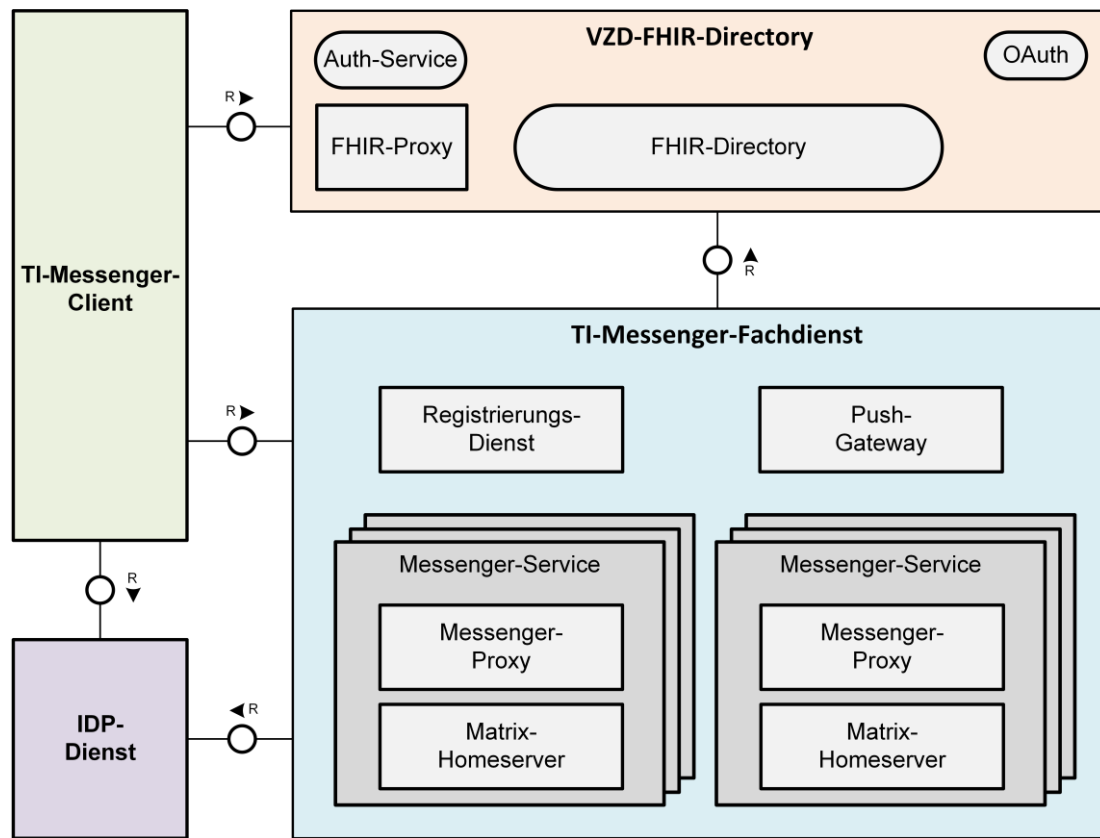 VZD-FHIR-Directory
Auth-Service
OAuth
R
FHIR-Proxy
FHIR-Directory
TI-Messenger-
Client
R
TI-Messenger-Fachdienst
R
Registrierungs-
Dienst
Push-
Gateway
Messenger-Service
Messenger-
Proxy
Matrix-
Homeserver
Messenger-Service
Messenger-
Proxy
Matrix-
Homeserver
R
IDP-
Dienst
R